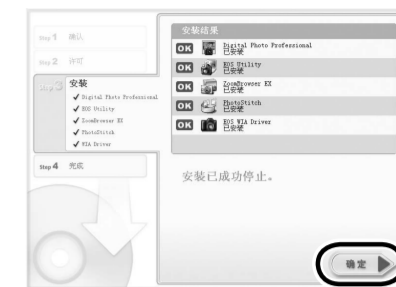 Step 1 确认
Step 2 许可
Step 3 安装
✓ Digital Photo Professional
✓ EOS Utility
✓ ZoomBrowser EX
✓ PhotoStitch
✓ WIA Driver
Step 4 完成
安装结果
OK Digital Photo Professional
已安装
OK EOS Utility
已安装
OK ZoomBrowser EX
已安装
OK PhotoStitch
已安装
OK EOS WIA Driver
已安装
安装已成功停止。
确定